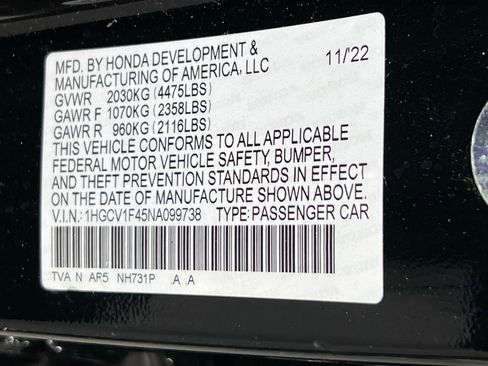 MFD. BY HONDA DEVELOPMENT & 11/'22
MANUFACTURING OF AMERICA, LLC
GVWR 2030KG (4475LBS)
GAWR F 1070KG (2358LBS)
GAWR R 960KG (2116LBS)
THIS VEHICLE CONFORMS TO ALL APPLICABLE
FEDERAL MOTOR VEHICLE SAFETY, BUMPER,
AND THEFT PREVENTION STANDARDS IN EFFECT
ON THE DATE OF MANUFACTURE SHOWN ABOVE.
V.I.N.: 1HGCV1F45NA099738 TYPE: PASSENGER CAR
TVA N AR5 NH731P .A .A